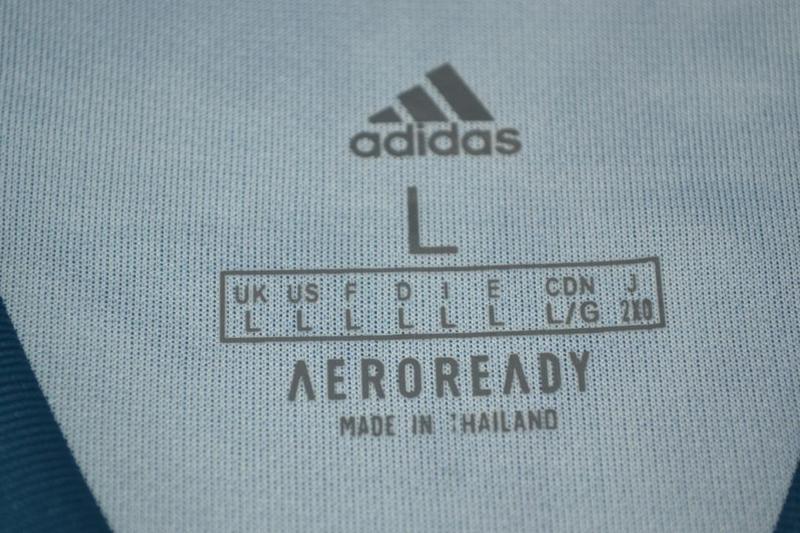 adidas
L
UK US F D I E CDN J
L L L L L L L/G 2XO
AEROREADY
MADE IN THAILAND